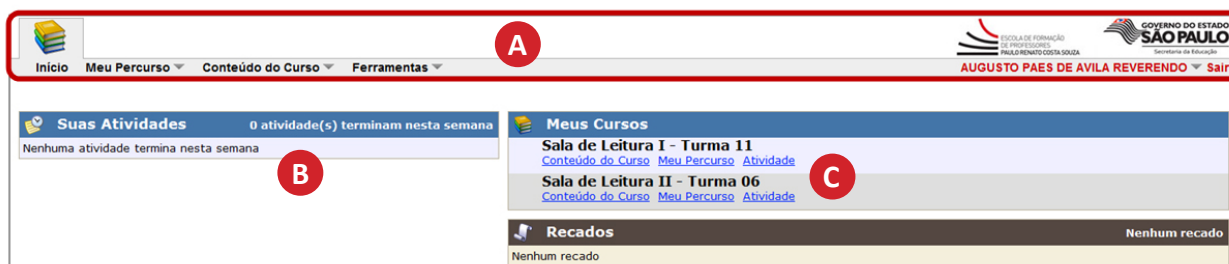 A
ESCOLA DE FORMAÇÃO
DE PROFESSORES
PAULO RENATO COSTA SOUZA
GOVERNO DO ESTADO
SÃO PAULO
Secretaria da Educação
Início Meu Percurso Conteúdo do Curso Ferramentas
AUGUSTO PAES DE AVILA REVERENDO Sair
Suas Atividades 0 atividade(s) terminam nesta semana
Nenhuma atividade termina nesta semana
B
Meus Cursos
Sala de Leitura I - Turma 11
Conteúdo do Curso Meu Percurso Atividade
C
Sala de Leitura II - Turma 06
Conteúdo do Curso Meu Percurso Atividade
Recados Nenhum recado
Nenhum recado